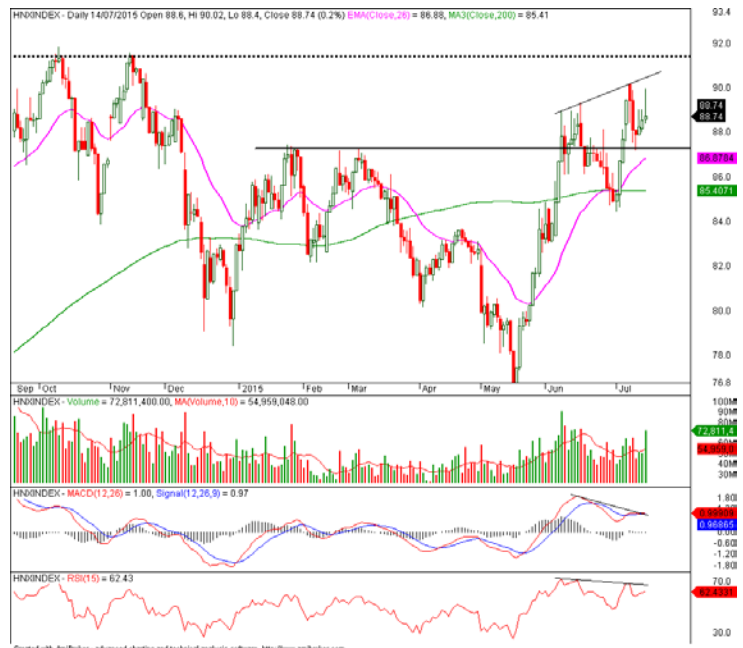 HNXINDEX - Daily 14/07/2015 Open 88.6, Hi 90.02, Lo 88.4, Close 88.74 (0.2%) EMA(Close,26) = 86.88, MA3(Close,200) = 85.41
93.4
92.0
90.0
88.74
88.74
88.0
86.8784
86.0
85.4071
84.0
82.0
80.0
78.0
76.8
Sep Oct Nov Dec 2015 Feb Mar Apr May Jun Jul
HNXINDEX - Volume = 72,811,400.00, MA(Volume,10) = 54,959,048.00
100M
90M
80M
72,811,4
54,959,0
40M
30M
HNXINDEX - MACD(12,26) = 1.00, Signal(12,26,9) = 0.97
1.80
0.99909
0.96865
0.00
-0.60
-1.20
-1.80
HNXINDEX - RSI(15) = 62.43
70.0
62.4331
30.0